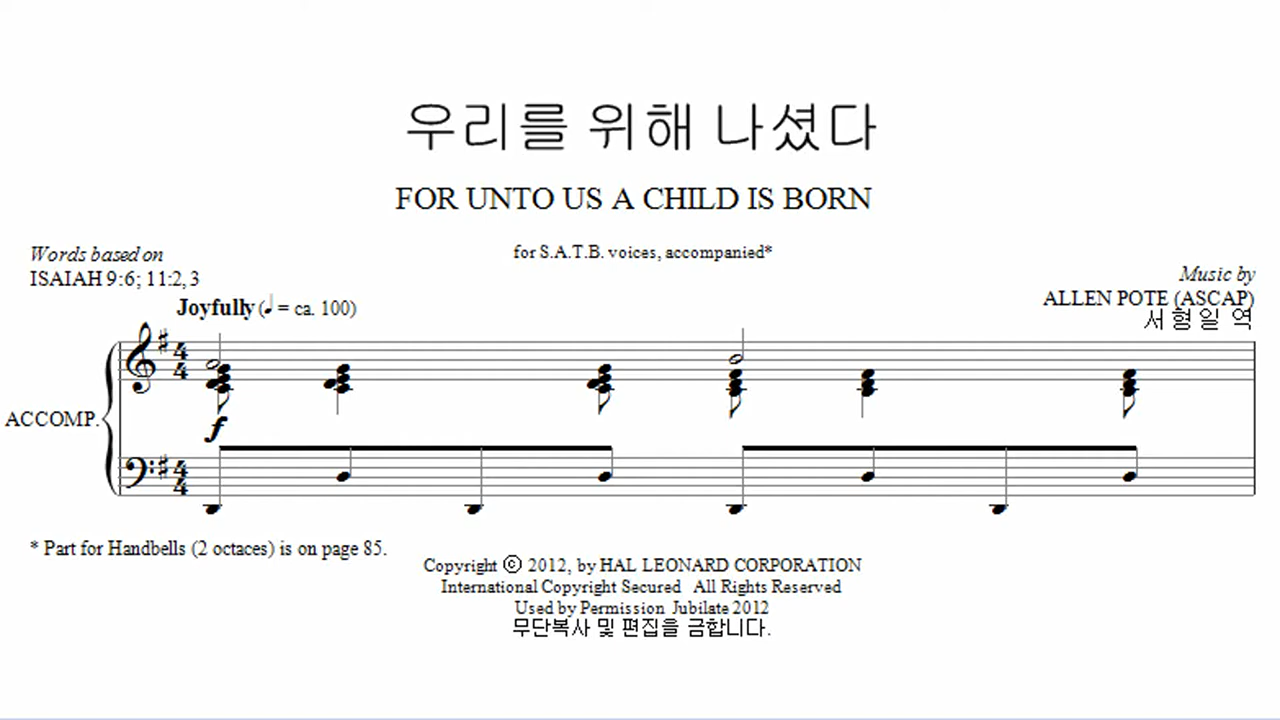 우리를 위해 나셨다
FOR UNTO US A CHILD IS BORN
for S.A.T.B. voices, accompanied*
Words based on
ISAIAH 9:6; 11:2, 3
Music by
ALLEN POTE (ASCAP)
서형일 역
Joyfully (♩ = ca. 100)
ACCOMP.
f
* Part for Handbells (2 octaces) is on page 85.
Copyright © 2012, by HAL LEONARD CORPORATION
International Copyright Secured All Rights Reserved
Used by Permission Jubilate 2012
무단복사 및 편집을 금합니다.